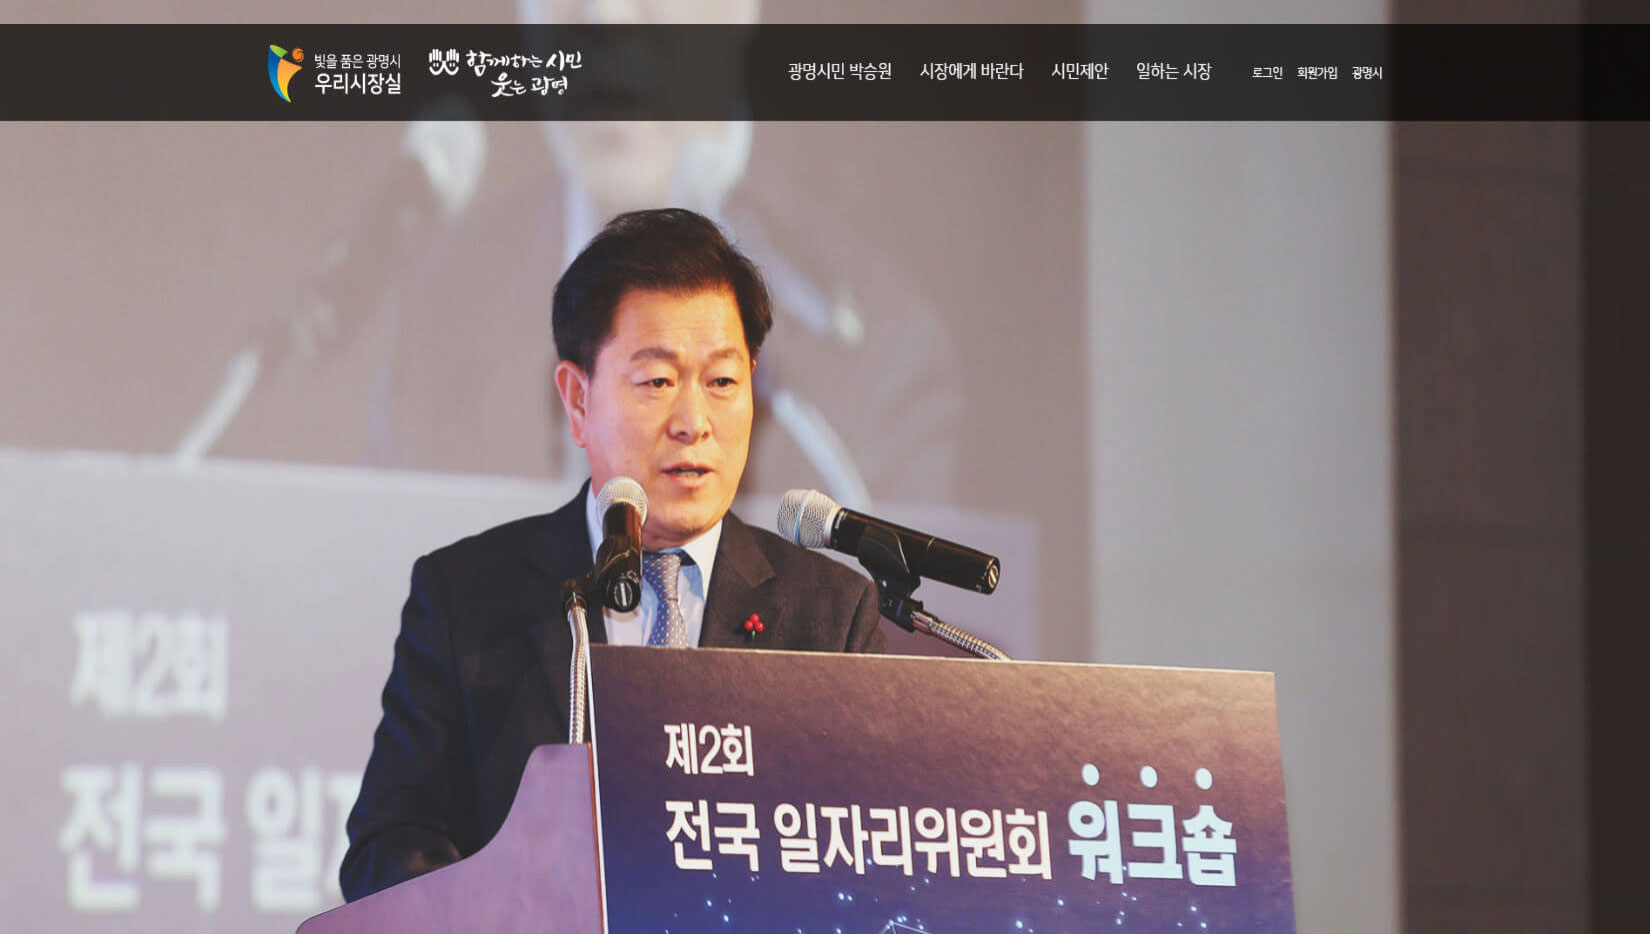 빛을 품은 광명시
우리시장실
함께하는 시민
웃는 광명
광명시민 박승원
시장에게 바란다
시민제안
일하는 시장
로그인
회원가입
광명시
제2회
전국 일
제2회
전국 일자리위원회 워크숍